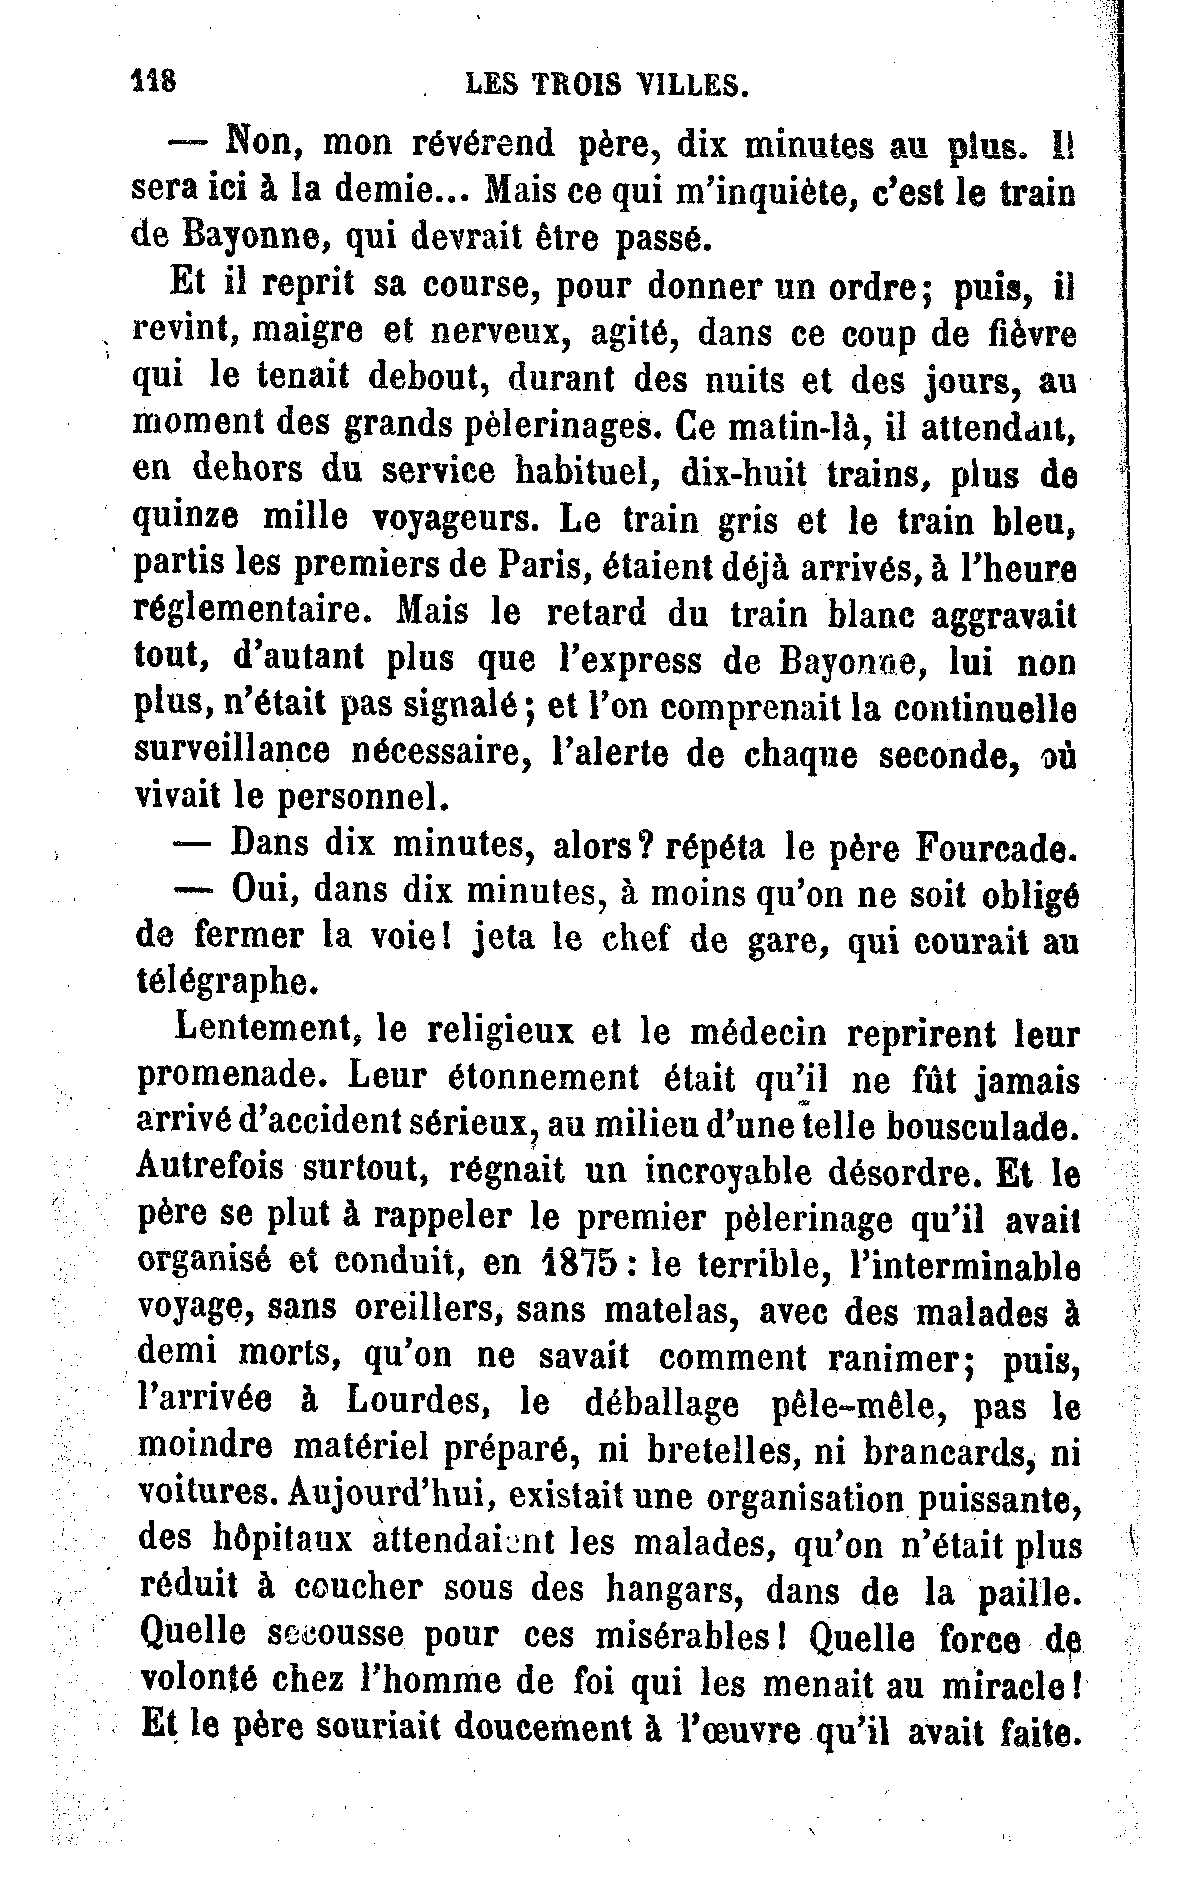 118 LES TROIS VILLES.
— Non, mon révérend père, dix minutes au plus. Il
sera ici à la demie... Mais ce qui m'inquiète, c'est le train
de Bayonne, qui devrait être passé.
Et il reprit sa course, pour donner un ordre; puis, il
revint, maigre et nerveux, agité, dans ce coup de fièvre
qui le tenait debout, durant des nuits et des jours, au
moment des grands pèlerinages. Ce matin-là, il attendait,
en dehors du service habituel, dix-huit trains, plus de
quinze mille voyageurs. Le train gris et le train bleu,
partis les premiers de Paris, étaient déjà arrivés, à l'heure
réglementaire. Mais le retard du train blanc aggravait
tout, d'autant plus que l'express de Bayonne, lui non
plus, n'était pas signalé; et l'on comprenait la continuelle
surveillance nécessaire, l'alerte de chaque seconde, où
vivait le personnel.
— Dans dix minutes, alors? répéta le père Fourcade.
— Oui, dans dix minutes, à moins qu'on ne soit obligé
de fermer la voie! jeta le chef de gare, qui courait au
télégraphe.
Lentement, le religieux et le médecin reprirent leur
promenade. Leur étonnement était qu'il ne fût jamais
arrivé d'accident sérieux, au milieu d'une telle bousculade.
Autrefois surtout, régnait un incroyable désordre. Et le
père se plut à rappeler le premier pèlerinage qu'il avait
organisé et conduit, en 1875 : le terrible, l'interminable
voyage, sans oreillers, sans matelas, avec des malades à
demi morts, qu'on ne savait comment ranimer; puis,
l'arrivée à Lourdes, le déballage pêle-mêle, pas le
moindre matériel préparé, ni bretelles, ni brancards, ni
voitures. Aujourd'hui, existait une organisation puissante,
des hôpitaux attendaient les malades, qu'on n'était plus
réduit à coucher sous des hangars, dans de la paille.
Quelle secousse pour ces misérables! Quelle force de
volonté chez l'homme de foi qui les menait au miracle!
Et le père souriait doucement à l'œuvre qu'il avait faite.